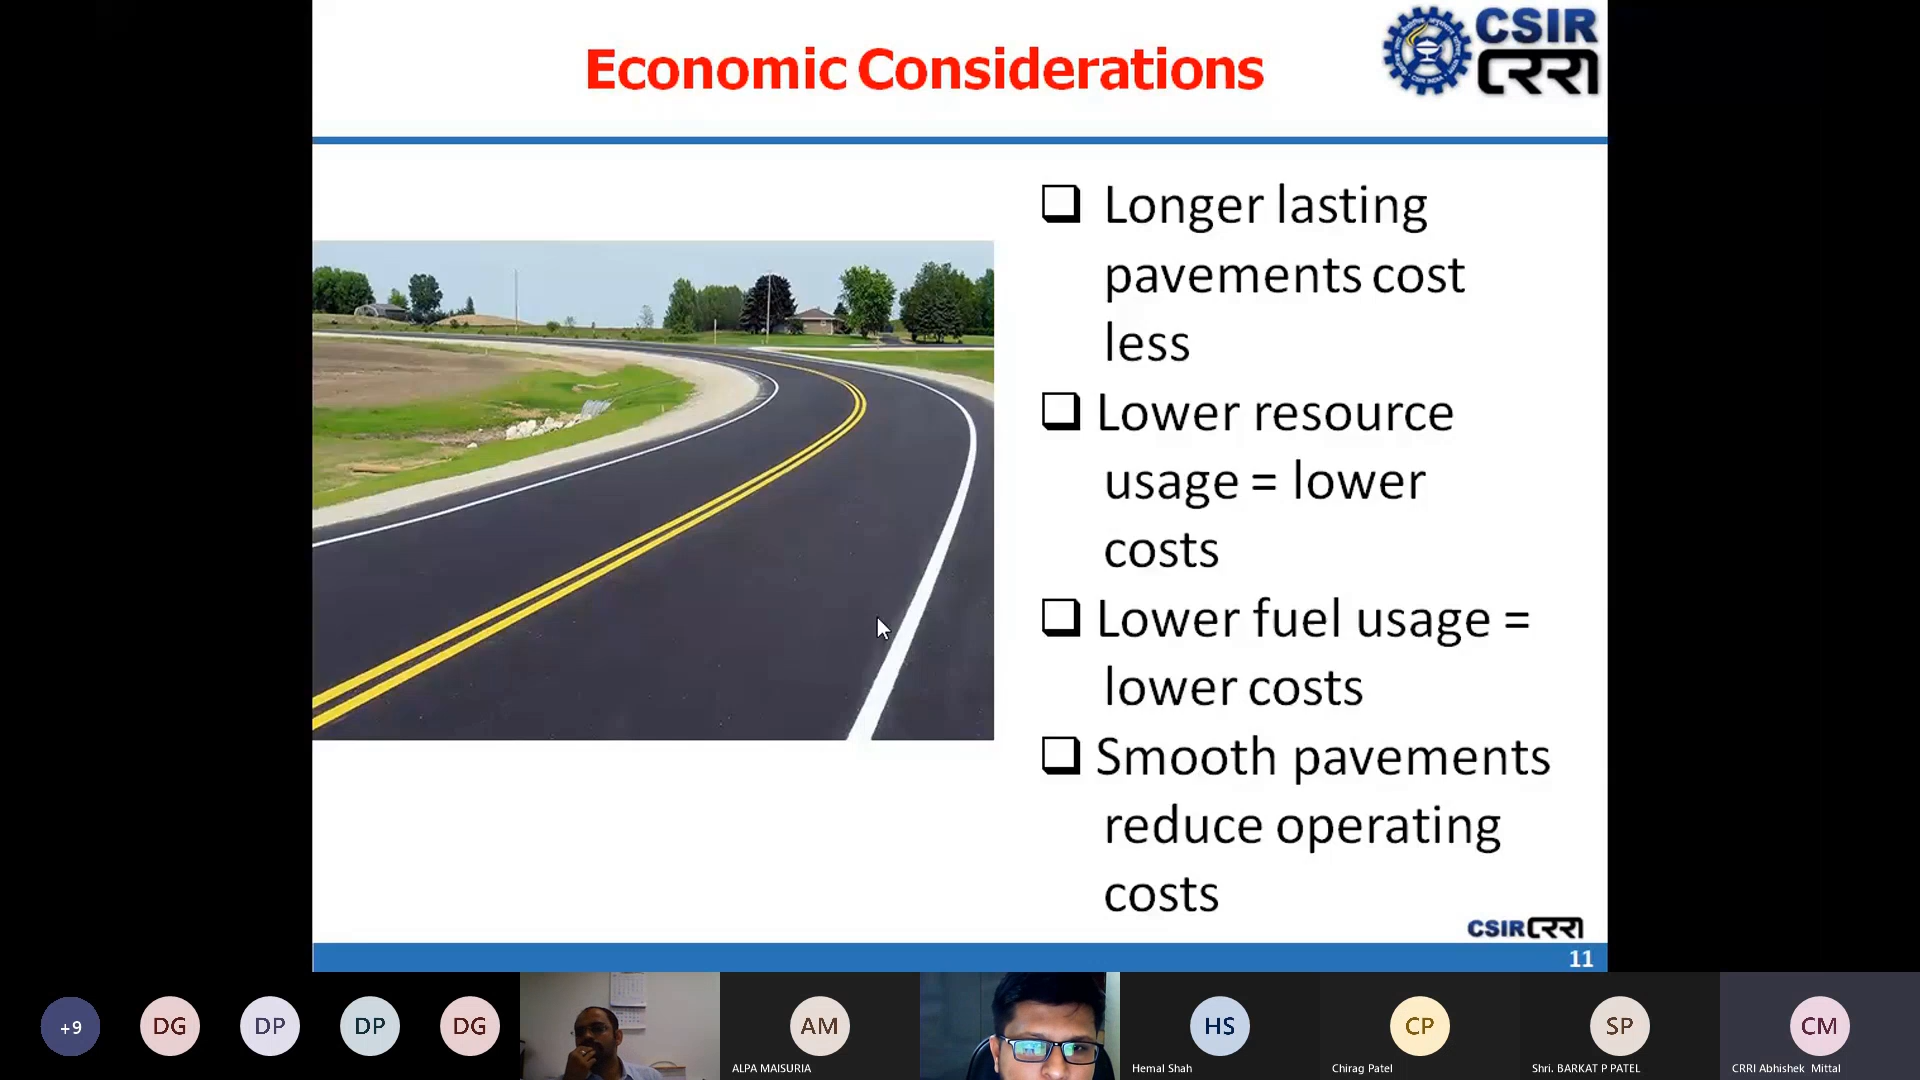 Economic Considerations
CSIR
CRRI
❑ Longer lasting
pavements cost
less
❑ Lower resource
usage = lower
costs
❑ Lower fuel usage =
lower costs
❑ Smooth pavements
reduce operating
costs
CSIR CRRI
11
+9
DG
DP
DP
DG
AM
HS
CP
SP
CM
ALPA MAISURIA
Hemal Shah
Chirag Patel
Shri. BARKAT P PATEL
CRRI Abhishek Mittal